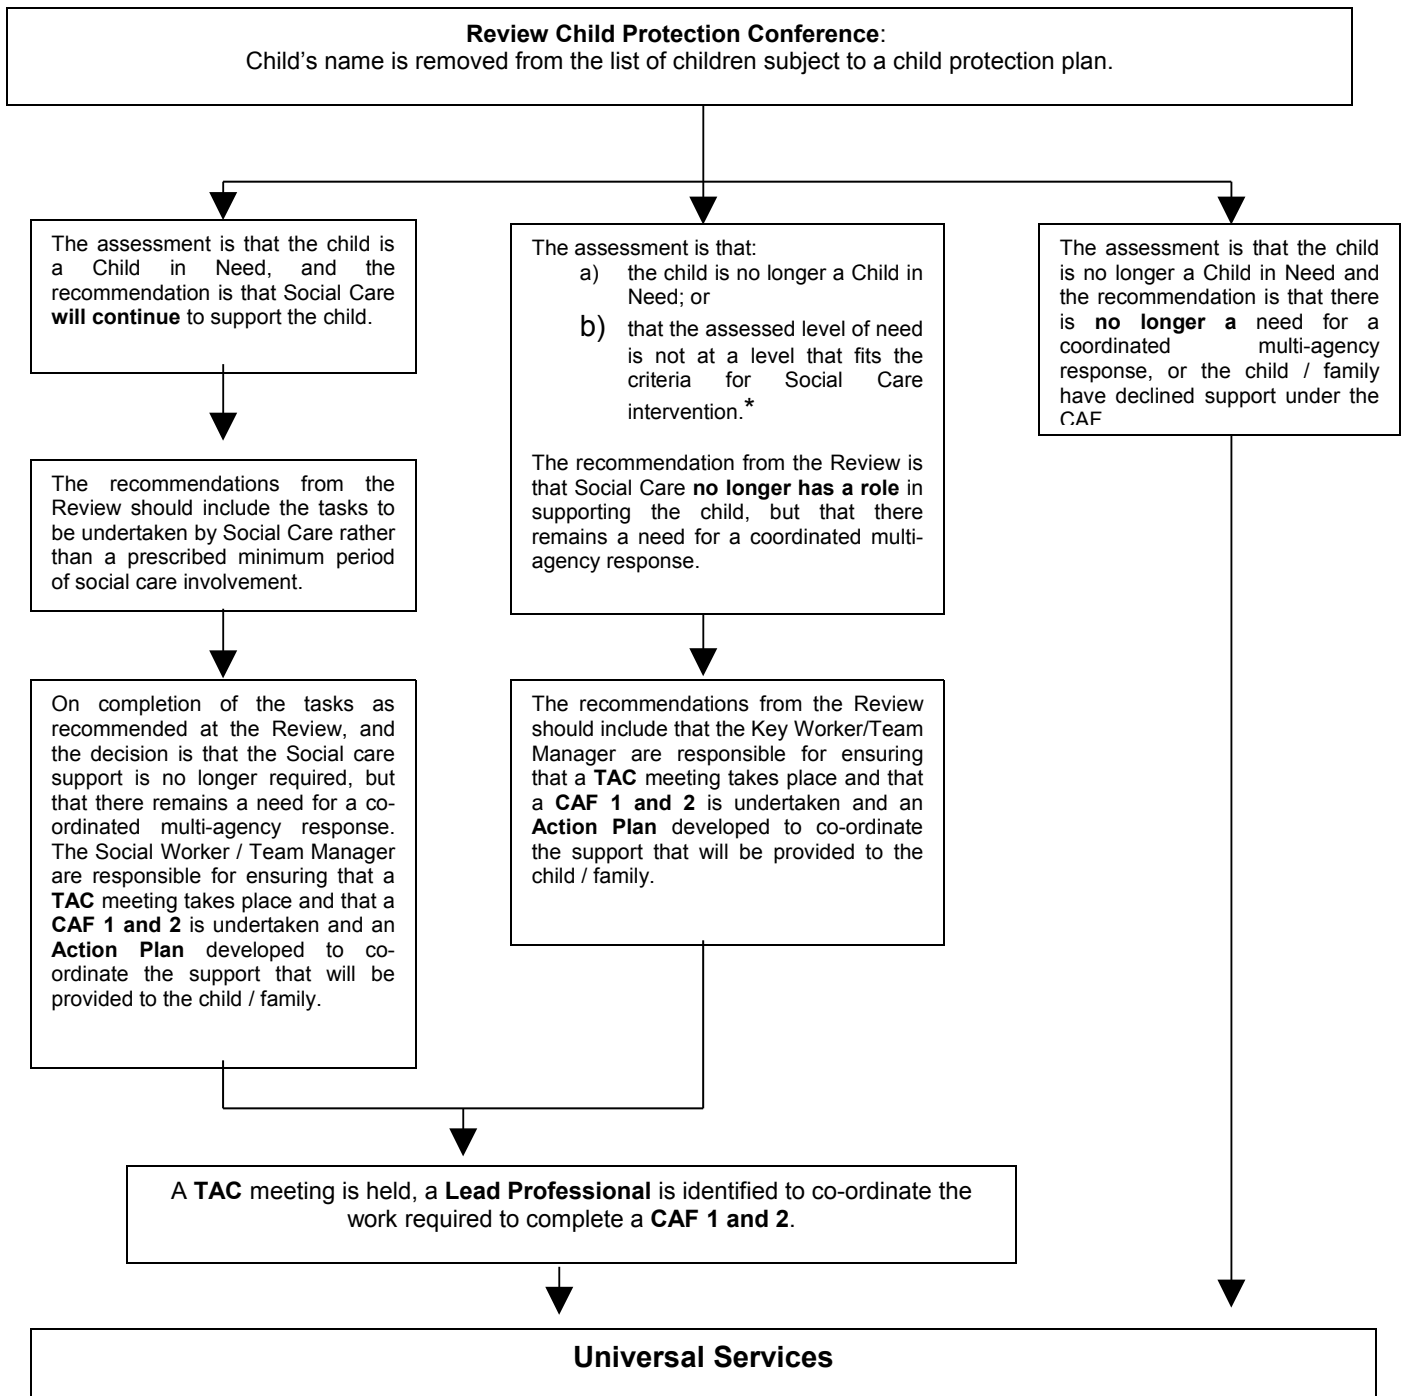 Review Child Protection Conference:
Child's name is removed from the list of children subject to a child protection plan.
The assessment is that the child is
a Child in Need, and the
recommendation is that Social Care
will continue to support the child.
The recommendations from the
Review should include the tasks to
be undertaken by Social Care rather
than a prescribed minimum period
of social care involvement.
On completion of the tasks as
recommended at the Review, and
the decision is that the Social care
support is no longer required, but
that there remains a need for a co-
ordinated multi-agency response.
The Social Worker / Team Manager
are responsible for ensuring that a
TAC meeting takes place and that a
CAF 1 and 2 is undertaken and an
Action Plan developed to co-
ordinate the support that will be
provided to the child / family.
The assessment is that:
a) the child is no longer a Child in
Need; or
b) that the assessed level of need
is not at a level that fits the
criteria for Social Care
intervention.*
The recommendation from the Review is
that Social Care no longer has a role in
supporting the child, but that there
remains a need for a coordinated multi-
agency response.
The recommendations from the Review
should include that the Key Worker/Team
Manager are responsible for ensuring
that a TAC meeting takes place and that
a CAF 1 and 2 is undertaken and an
Action Plan developed to co-ordinate
the support that will be provided to the
child / family.
The assessment is that the child
is no longer a Child in Need and
the recommendation is that there
is no longer a need for a
coordinated multi-agency
response, or the child / family
have declined support under the
CAF
A TAC meeting is held, a Lead Professional is identified to co-ordinate the
work required to complete a CAF 1 and 2.
Universal Services